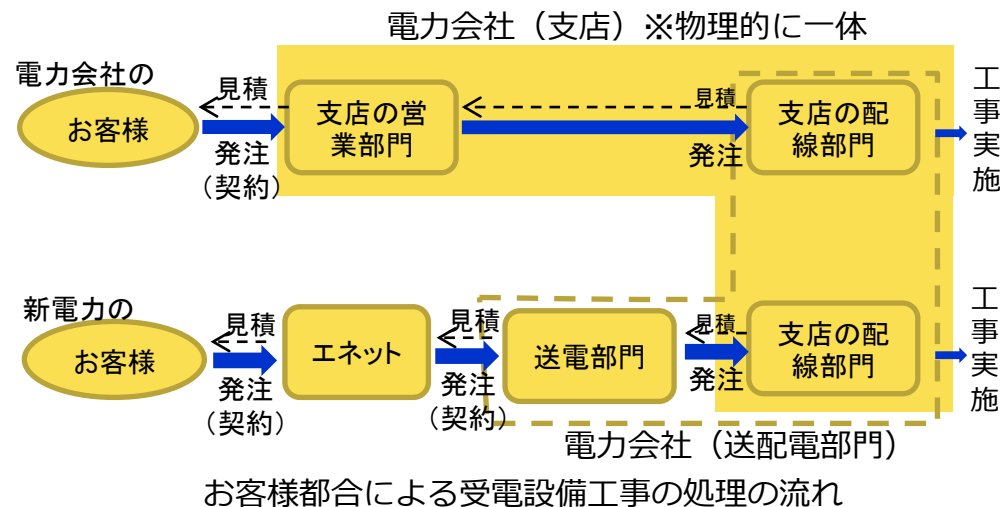 電力会社（支店）※物理的に一体
電力会社の
お客様
見積
発注
（契約）
支店の営
業部門
見積
発注
支店の配
線部門
工
事
実
施
新電力の
お客様
見積
発注
（契約）
エネット
見積
発注
（契約）
送電部門
見積
発注
支店の配
線部門
工
事
実
施
電力会社（送配電部門）
お客様都合による受電設備工事の処理の流れ